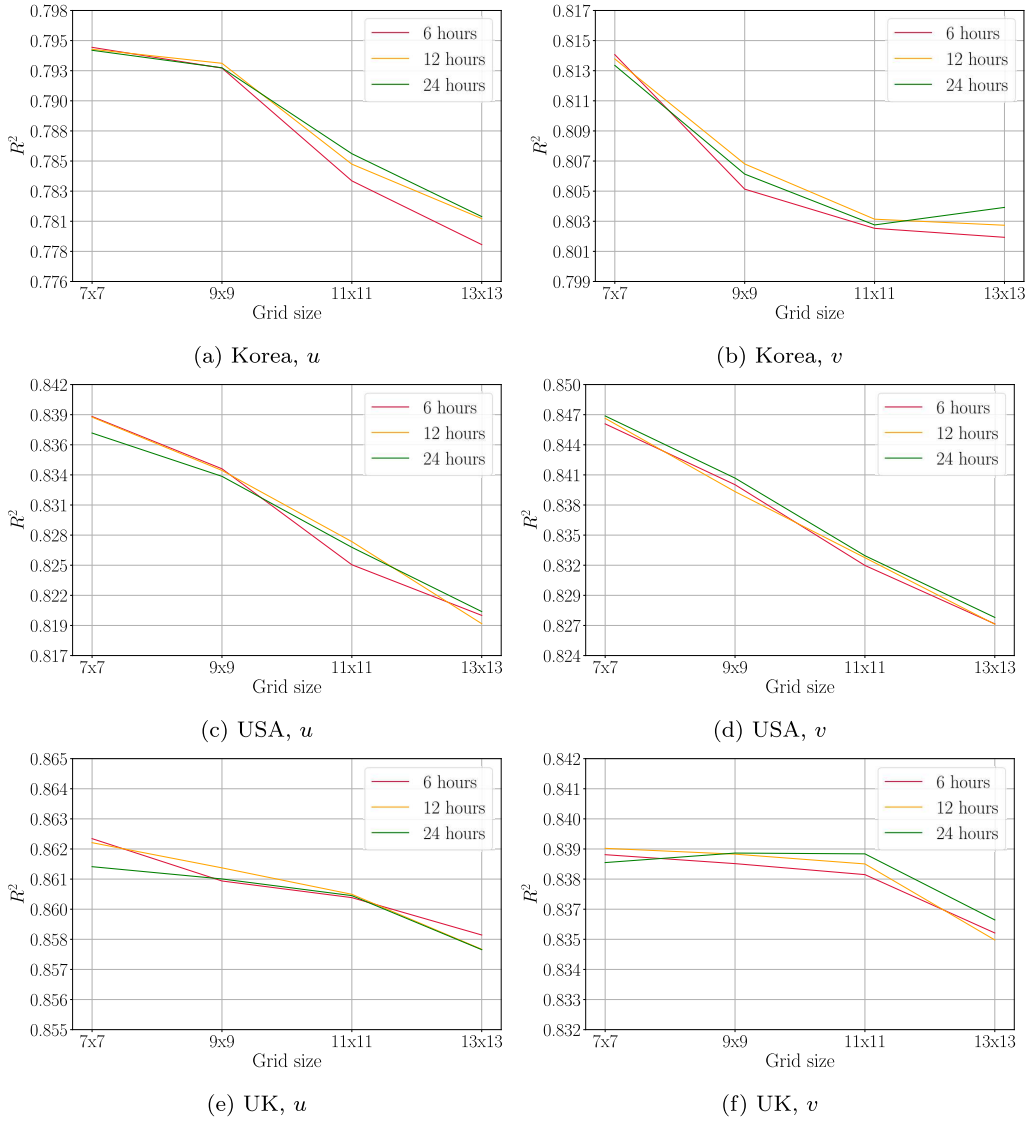 0.798
0.795
0.793
0.790
0.788
0.785
0.783
0.781
0.778
0.776
R²
6 hours
12 hours
24 hours
7x7 9x9 11x11 13x13
Grid size
(a) Korea, u
0.817
0.815
0.813
0.811
0.809
0.807
0.805
0.803
0.801
0.799
R²
6 hours
12 hours
24 hours
7x7 9x9 11x11 13x13
Grid size
(b) Korea, v
0.842
0.839
0.836
0.834
0.831
0.828
0.825
0.822
0.819
0.817
R²
6 hours
12 hours
24 hours
7x7 9x9 11x11 13x13
Grid size
(c) USA, u
0.850
0.847
0.844
0.841
0.838
0.835
0.832
0.829
0.827
0.824
R²
6 hours
12 hours
24 hours
7x7 9x9 11x11 13x13
Grid size
(d) USA, v
0.865
0.864
0.863
0.862
0.861
0.860
0.858
0.857
0.856
0.855
R²
6 hours
12 hours
24 hours
7x7 9x9 11x11 13x13
Grid size
(e) UK, u
0.842
0.841
0.840
0.839
0.838
0.837
0.835
0.834
0.833
0.832
R²
6 hours
12 hours
24 hours
7x7 9x9 11x11 13x13
Grid size
(f) UK, v